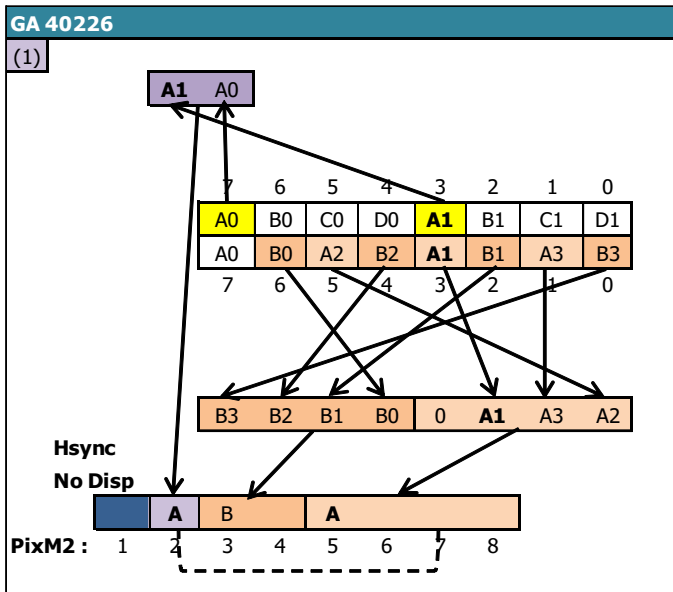 GA 40226
(1)
A1 A0
7 6 5 4 3 2 1 0
A0 B0 C0 D0 A1 B1 C1 D1
A0 B0 A2 B2 A1 B1 A3 B3
7 6 5 4 3 2 1 0
B3 B2 B1 B0 0 A1 A3 A2
Hsync
No Disp
A B A
PixM2 : 1 2 3 4 5 6 7 8